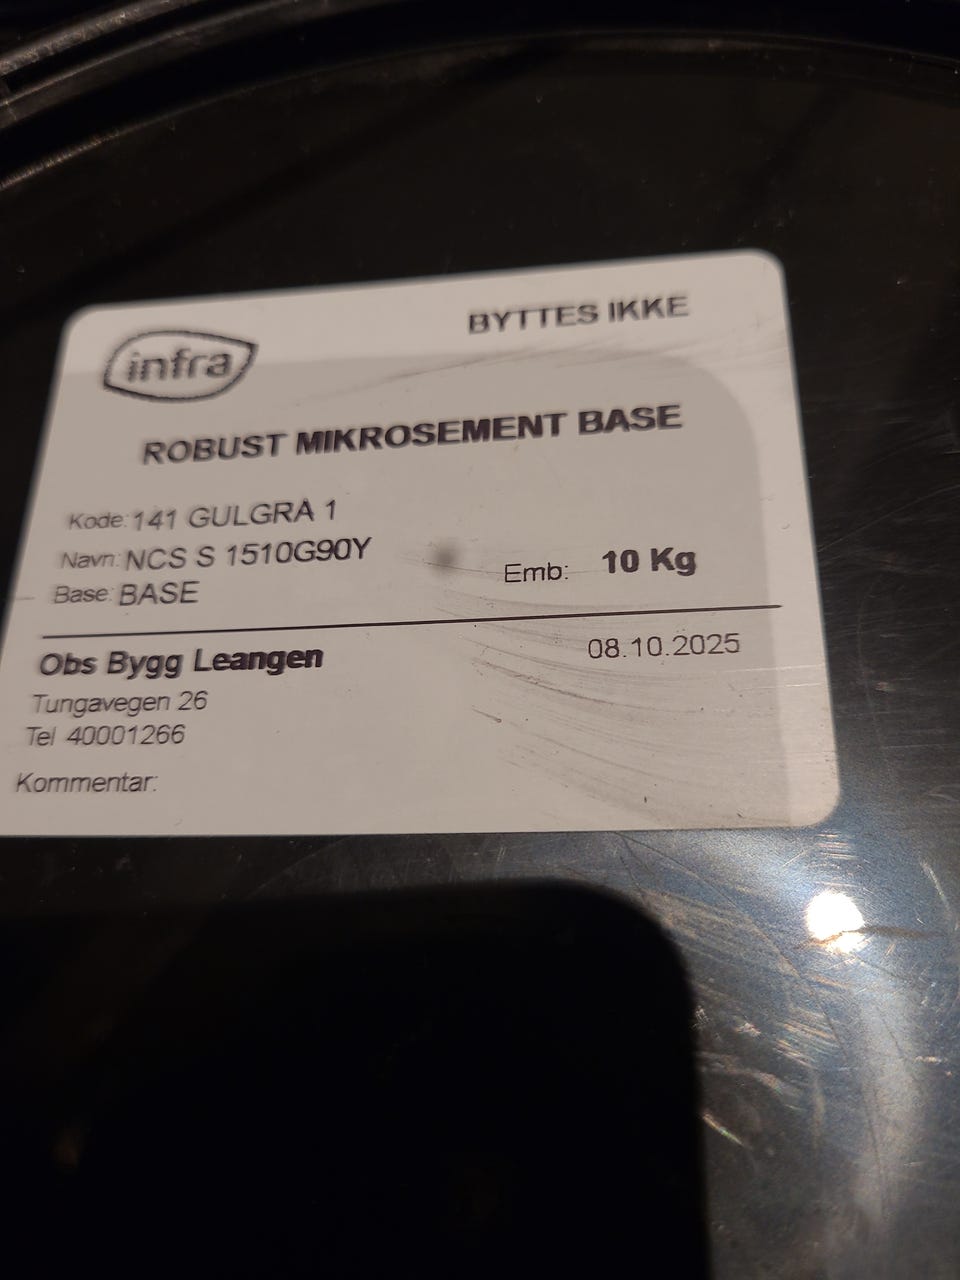 infra
BYTTES IKKE
ROBUST MIKROSEMENT BASE
Kode: 141 GULGRÅ 1
Navn: NCS S 1510G90Y
Base: BASE
Emb: 10 Kg
Obs Bygg Leangen
08.10.2025
Tungavegen 26
Tel 40001266
Kommentar: